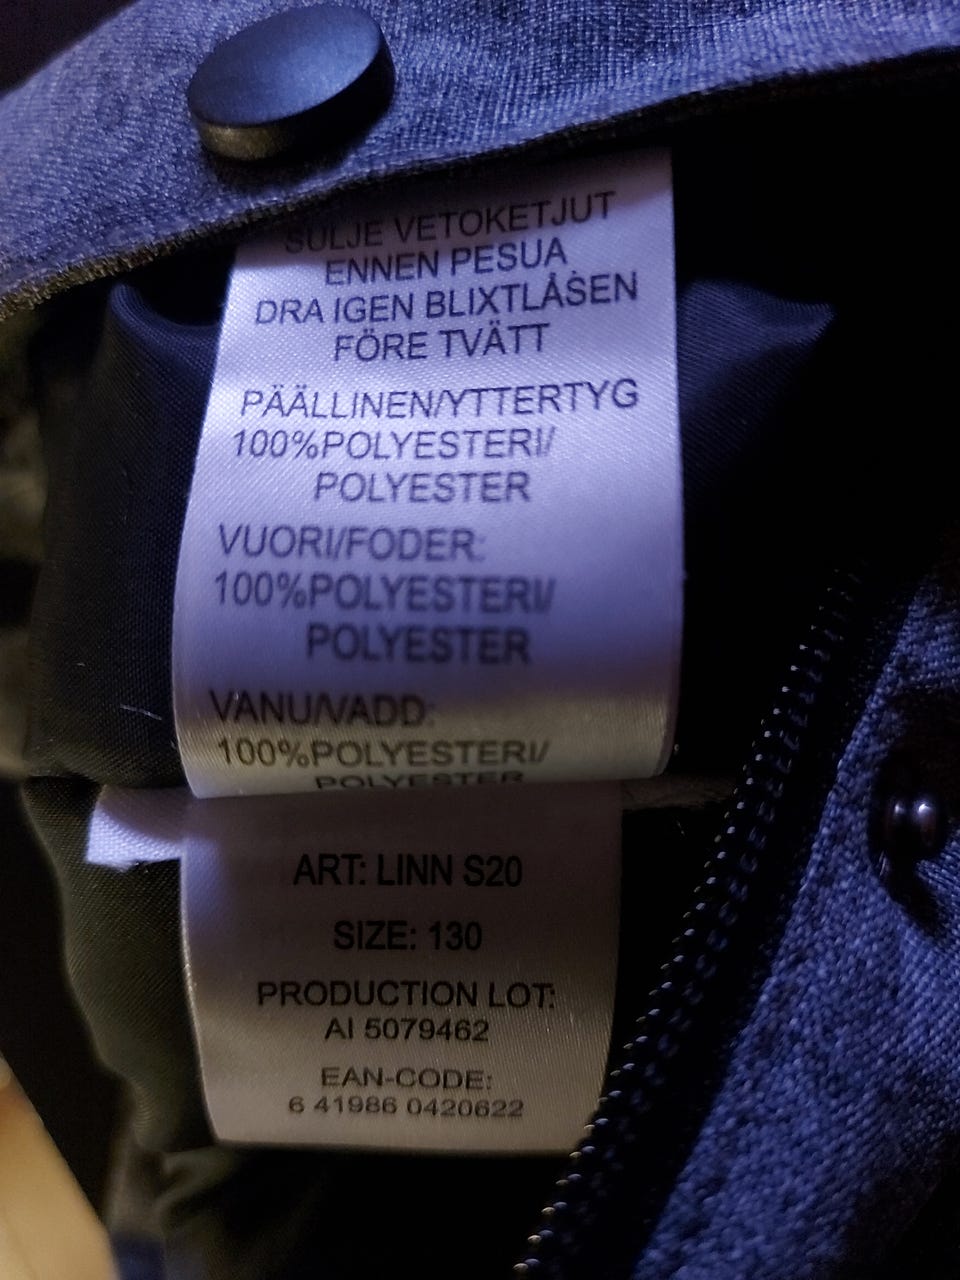 SULJE VETOKETJUT
ENNEN PESUA
DRA IGEN BLIXTLÅSEN
FÖRE TVÄTT
PÄÄLLINEN/YTTERTYG
100%POLYESTERI/
POLYESTER
VUORI/FODER:
100%POLYESTERI/
POLYESTER
VANU/VADD:
100%POLYESTERI/
POLYESTER
ART: LINN S20
SIZE: 130
PRODUCTION LOT:
AI 5079462
EAN-CODE:
6 41986 0420622